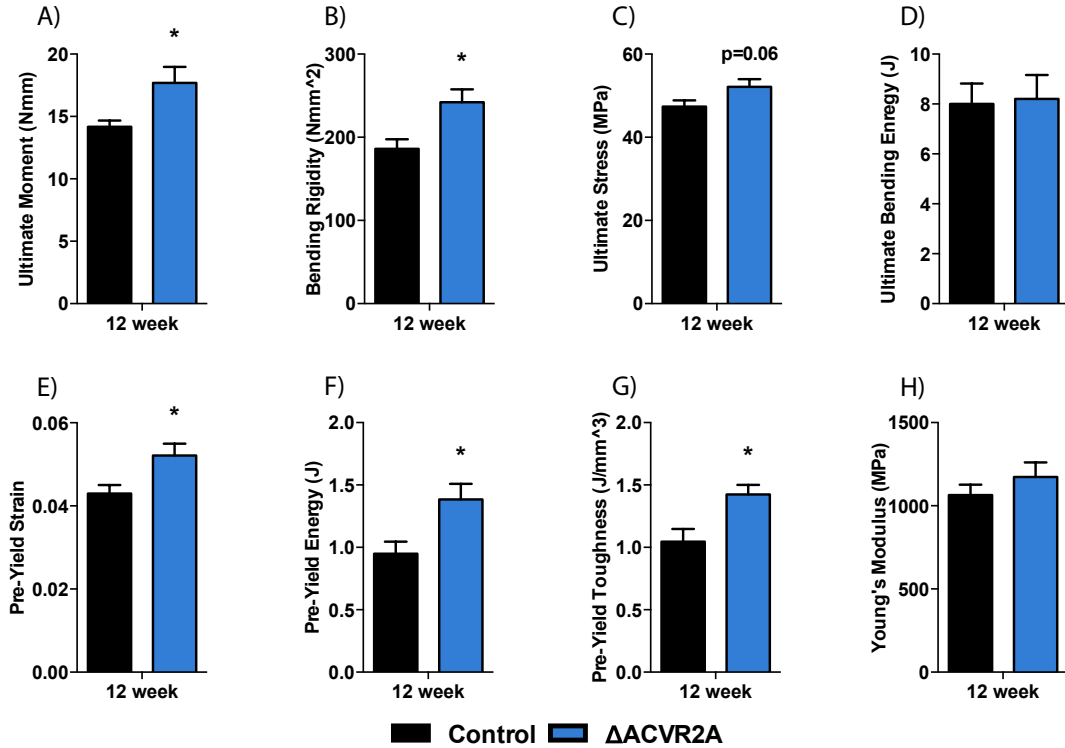 A)
Ultimate Moment (Nmm)
20
15
10
5
0
*
12 week
B)
Bending Rigidity (Nmm^2)
300
200
100
0
*
12 week
C)
Ultimate Stress (MPa)
60
40
20
0
p=0.06
12 week
D)
Ultimate Bending Enregy (J)
10
8
6
4
2
0
12 week
E)
Pre-Yield Strain
0.06
0.04
0.02
0.00
*
12 week
F)
Pre-Yield Energy (J)
2.0
1.5
1.0
0.5
0.0
*
12 week
G)
Pre-Yield Toughness (J/mm^3)
2.0
1.5
1.0
0.5
0.0
*
12 week
H)
Young's Modulus (MPa)
1500
1000
500
0
12 week
Control ΔACVR2A